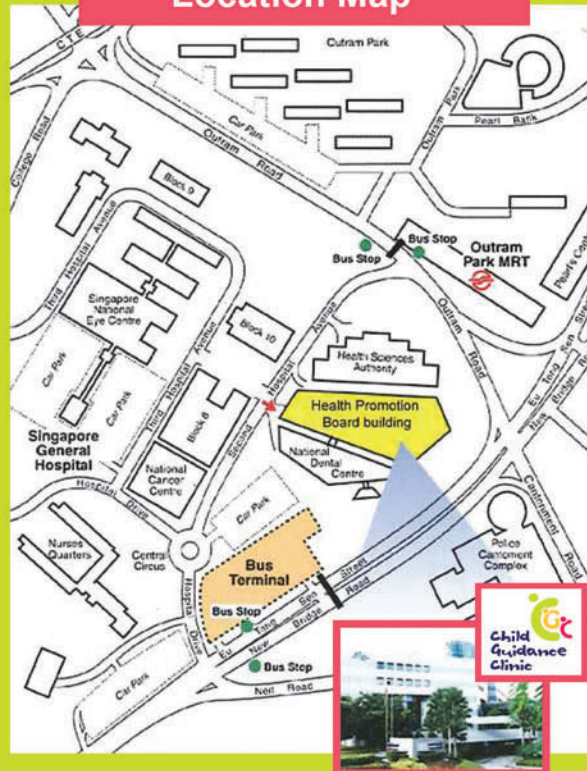 Location Map
CTE
College Road
Outram Park
Car Park
Outram Road
Outram Park
Pearl Bank
Block 9
Third Hospital Avenue
Bus Stop
Bus Stop
Outram
Park MRT
Singapore
National
Eye Centre
Block 10
Hospital Avenue
Outram Road
Eu Tong Sen
New Bridge
Health Sciences
Authority
Car Park
Car Park
Third Hospital Avenue
Block 8
Second
Health Promotion
Board building
Singapore
General
Hospital
National
Cancer
Centre
National
Dental
Centre
Hospital Drive
Car Park
Cantonment Road
Nurses
Quarters
Central
Circus
Bus
Terminal
Police
Cantonment
Complex
Hospital Drive
Bus Stop
Eu Tong Sen Street
New Bridge Road
Bus Stop
Car Park
Neil Road
Child
Guidance
Clinic